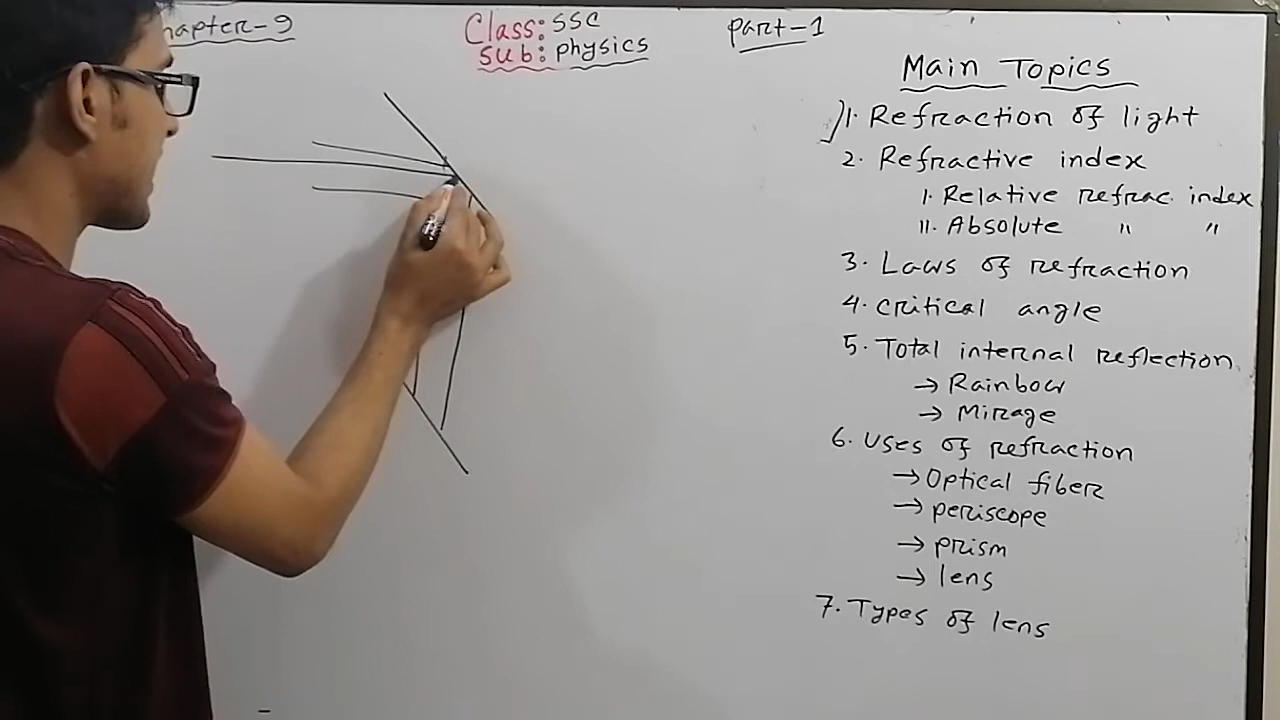 hapter-9
Class: SSC
Sub: physics
part-1
Main Topics
1. Refraction of light
2. Refractive index
I. Relative refrac. index
II. Absolute " "
3. Laws of refraction
4. critical angle
5. Total internal reflection
→ Rainbow
→ Mirage
6. Uses of refraction
→ Optical fiber
→ periscope
→ prism
→ lens
7. Types of lens